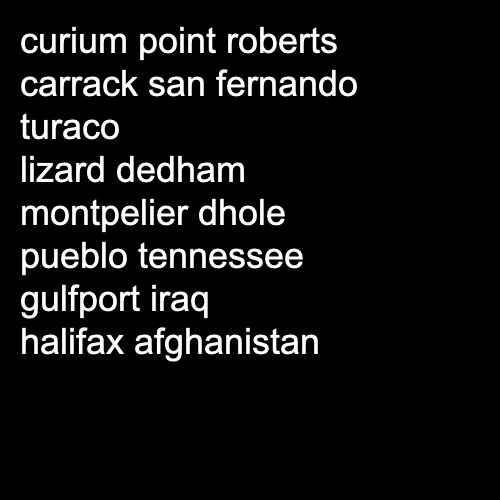 curium point roberts
carrack san fernando
turaco
lizard dedham
montpelier dhole
pueblo tennessee
gulfport iraq
halifax afghanistan